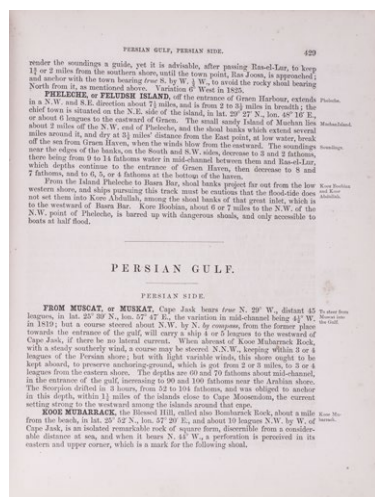 PERSIAN GULF, PERSIAN SIDE. 429
render the soundings a guide, yet it is advisable, after passing Ras-el-Lur, to keep
1¾ or 2 miles from the southern shore, until the town point, Ras Joosa, is approached;
and anchor with the town bearing true S. by W. ½ W., to avoid the rocky shoal bearing
North from it, as mentioned above. Variation 6° West in 1825.
PHELECHE, or FELUDSH ISLAND, off the entrance of Graen Harbour, extends
Pheleche.
in a N.W. and S.E. direction about 7½ miles, and is from 2 to 3½ miles in breadth; the
chief town is situated on the N.E. side of the island, in lat. 29° 27' N., lon. 48° 16' E.,
or about 6 leagues to the eastward of Graen. The small sandy Island of Muchan lies
Muchanisland.
about 2 miles off the N.W. end of Pheleche, and the shoal banks which extend several
miles around it, and dry at 3½ miles' distance from the East point, at low water, break
off the sea from Graen Haven, when the winds blow from the eastward. The soundings
Soundings.
near the edges of the banks, on the South and S.W. sides, decrease to 3 and 2 fathoms,
there being 9 to 14 fathoms water in mid-channel between them and Ras-el-Lur,
which depths continue to the entrance of Graen Haven, then decrease to 8 and
7 fathoms, and to 6, 5, or 4 fathoms at the bottom of the haven.
From the Island Pheleche to Basra Bar, shoal banks project far out from the low
Kore Boobian
western shore, and ships pursuing this track must be cautious that the flood-tide does
and Kore
not set them into Kore Abdullah, among the shoal banks of that great inlet, which is
Abdullah.
to the westward of Basra Bar. Kore Boobian, about 6 or 7 miles to the N.W. of the
N.W. point of Pheleche, is barred up with dangerous shoals, and only accessible to
boats at half flood.
PERSIAN GULF.
PERSIAN SIDE.
FROM MUSCAT, or MUSKAT, Cape Jask bears true N. 29° W., distant 45
To steer from
leagues, in lat. 25° 39' N., lon. 57° 47' E., the variation in mid-channel being 4½° W.
Muscat into
in 1819; but a course steered about N.W. by N. by compass, from the former place
the Gulf.
towards the entrance of the gulf, will carry a ship 4 or 5 leagues to the westward of
Cape Jask, if there be no lateral current. When abreast of Kooe Mubarrack Rock,
with a steady southerly wind, a course may be steered N.N.W., keeping within 3 or 4
leagues of the Persian shore; but with light variable winds, this shore ought to be
kept aboard, to preserve anchoring-ground, which is got from 2 or 3 miles, to 3 or 4
leagues from the eastern shore. The depths are 60 and 70 fathoms about mid-channel,
in the entrance of the gulf, increasing to 90 and 100 fathoms near the Arabian shore.
The Scorpion drifted in 3 hours, from 52 to 104 fathoms, and was obliged to anchor
in this depth, within 1½ miles of the islands close to Cape Moosendom, the current
setting strong to the westward among the islands around that cape.
KOOE MUBARRACK, the Blessed Hill, called also Bombarack Rock, about a mile
Kooe Mu-
from the beach, in lat. 25° 52' N., lon. 57° 20' E., and about 10 leagues N.W. by W. of
barrack.
Cape Jask, is an isolated remarkable rock of square form, discernible from a consider-
able distance at sea, and when it bears N. 44° W., a perforation is perceived in its
eastern and upper corner, which is a mark for the following shoal.